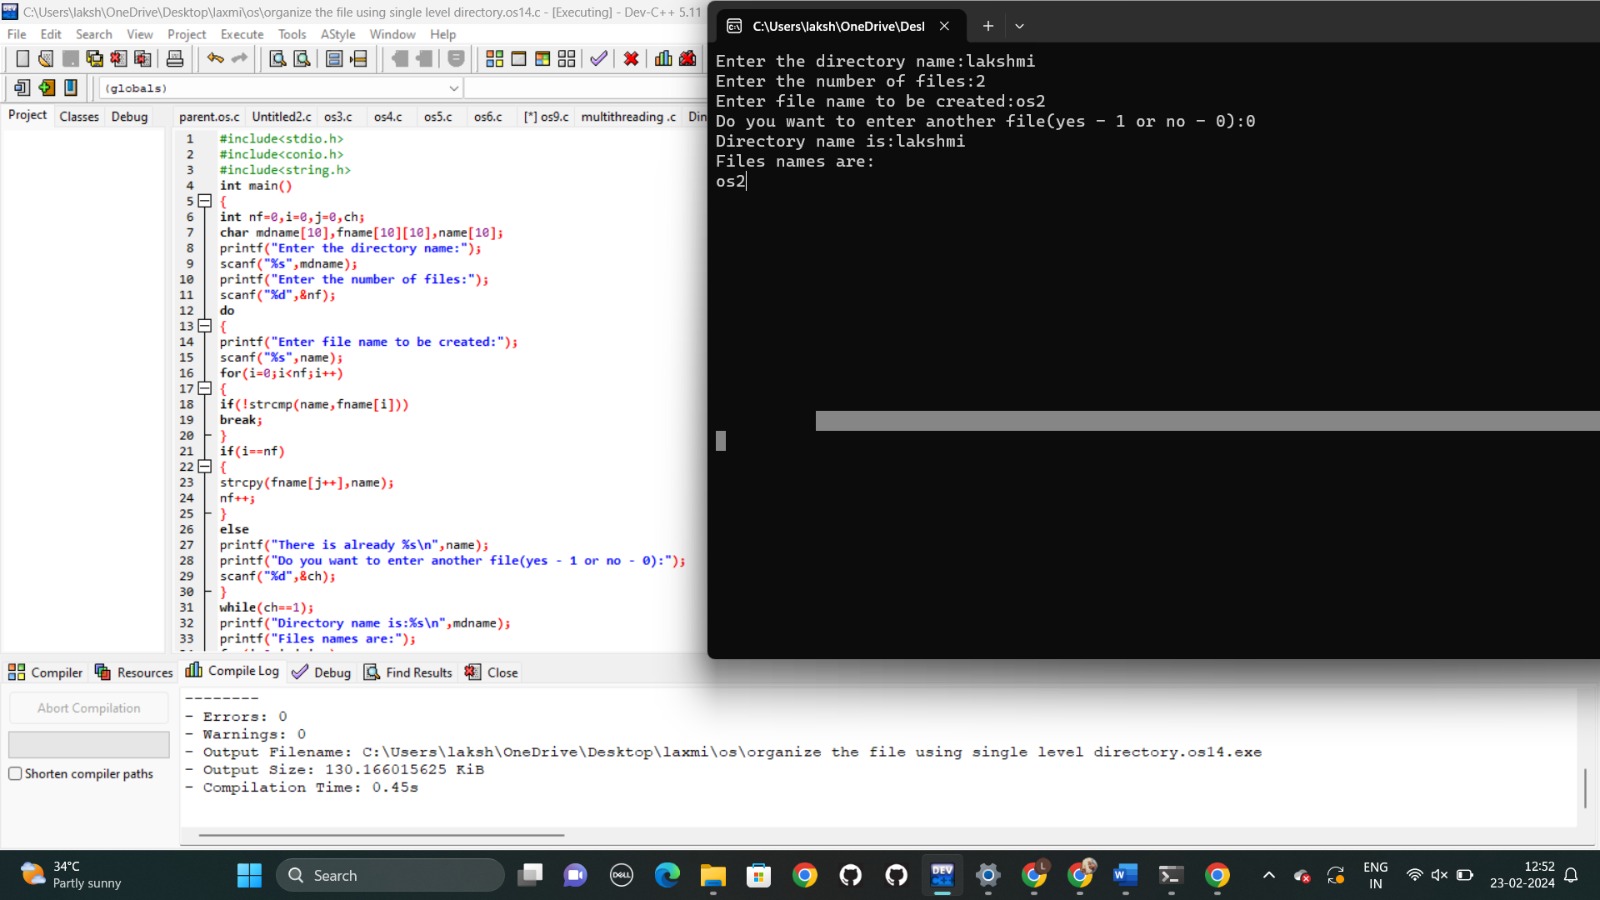 C:\Users\laksh\OneDrive\Desktop\laxmi\os\organize the file using single level directory.os14.c - [Executing] - Dev-C++ 5.11
File Edit Search View Project Execute Tools AStyle Window Help
(globals)
Project Classes Debug
parent.os.c Untitled2.c os3.c os4.c os5.c os6.c [*] os9.c multithreading .c Din
1 #include<stdio.h>
2 #include<conio.h>
3 #include<string.h>
4 int main()
5 {
6 int nf=0,i=0,j=0,ch;
7 char mdname[10],fname[10][10],name[10];
8 printf("Enter the directory name:");
9 scanf("%s",mdname);
10 printf("Enter the number of files:");
11 scanf("%d",&nf);
12 do
13 {
14 printf("Enter file name to be created:");
15 scanf("%s",name);
16 for(i=0;i<nf;i++)
17 {
18 if(!strcmp(name,fname[i]))
19 break;
20 }
21 if(i==nf)
22 {
23 strcpy(fname[j++],name);
24 nf++;
25 }
26 else
27 printf("There is already %s\n",name);
28 printf("Do you want to enter another file(yes - 1 or no - 0):");
29 scanf("%d",&ch);
30 }
31 while(ch==1);
32 printf("Directory name is:%s\n",mdname);
33 printf("Files names are:");
C:\Users\laksh\OneDrive\Desl
Enter the directory name:lakshmi
Enter the number of files:2
Enter file name to be created:os2
Do you want to enter another file(yes - 1 or no - 0):0
Directory name is:lakshmi
Files names are:
os2
Compiler Resources Compile Log Debug Find Results Close
Abort Compilation
Shorten compiler paths
--------
- Errors: 0
- Warnings: 0
- Output Filename: C:\Users\laksh\OneDrive\Desktop\laxmi\os\organize the file using single level directory.os14.exe
- Output Size: 130.166015625 KiB
- Compilation Time: 0.45s
34°C
Partly sunny
Search
DELL
DEV
L
W
ENG
IN
12:52
23-02-2024